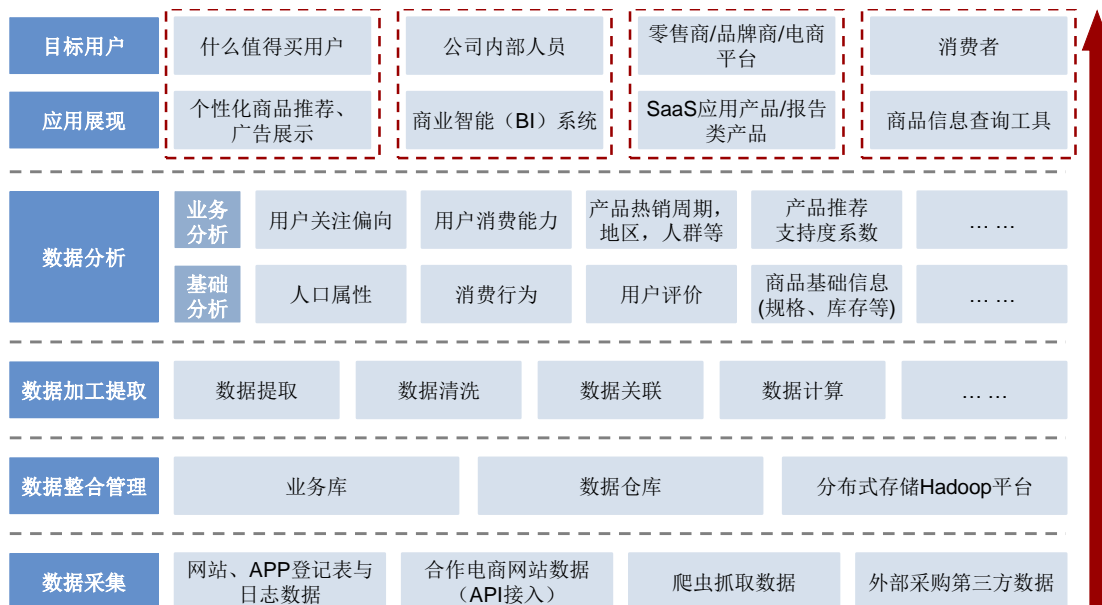 目标用户
什么值得买用户
公司内部人员
零售商/品牌商/电商
平台
消费者
应用展现
个性化商品推荐、
广告展示
商业智能（BI）系统
SaaS应用产品/报告
类产品
商品信息查询工具
数据分析
业务
分析
用户关注偏向
用户消费能力
产品热销周期，
地区，人群等
产品推荐
支持度系数
… …
基础
分析
人口属性
消费行为
用户评价
商品基础信息
(规格、库存等)
… …
数据加工提取
数据提取
数据清洗
数据关联
数据计算
… …
数据整合管理
业务库
数据仓库
分布式存储Hadoop平台
数据采集
网站、APP登记表与
日志数据
合作电商网站数据
（API接入）
爬虫抓取数据
外部采购第三方数据